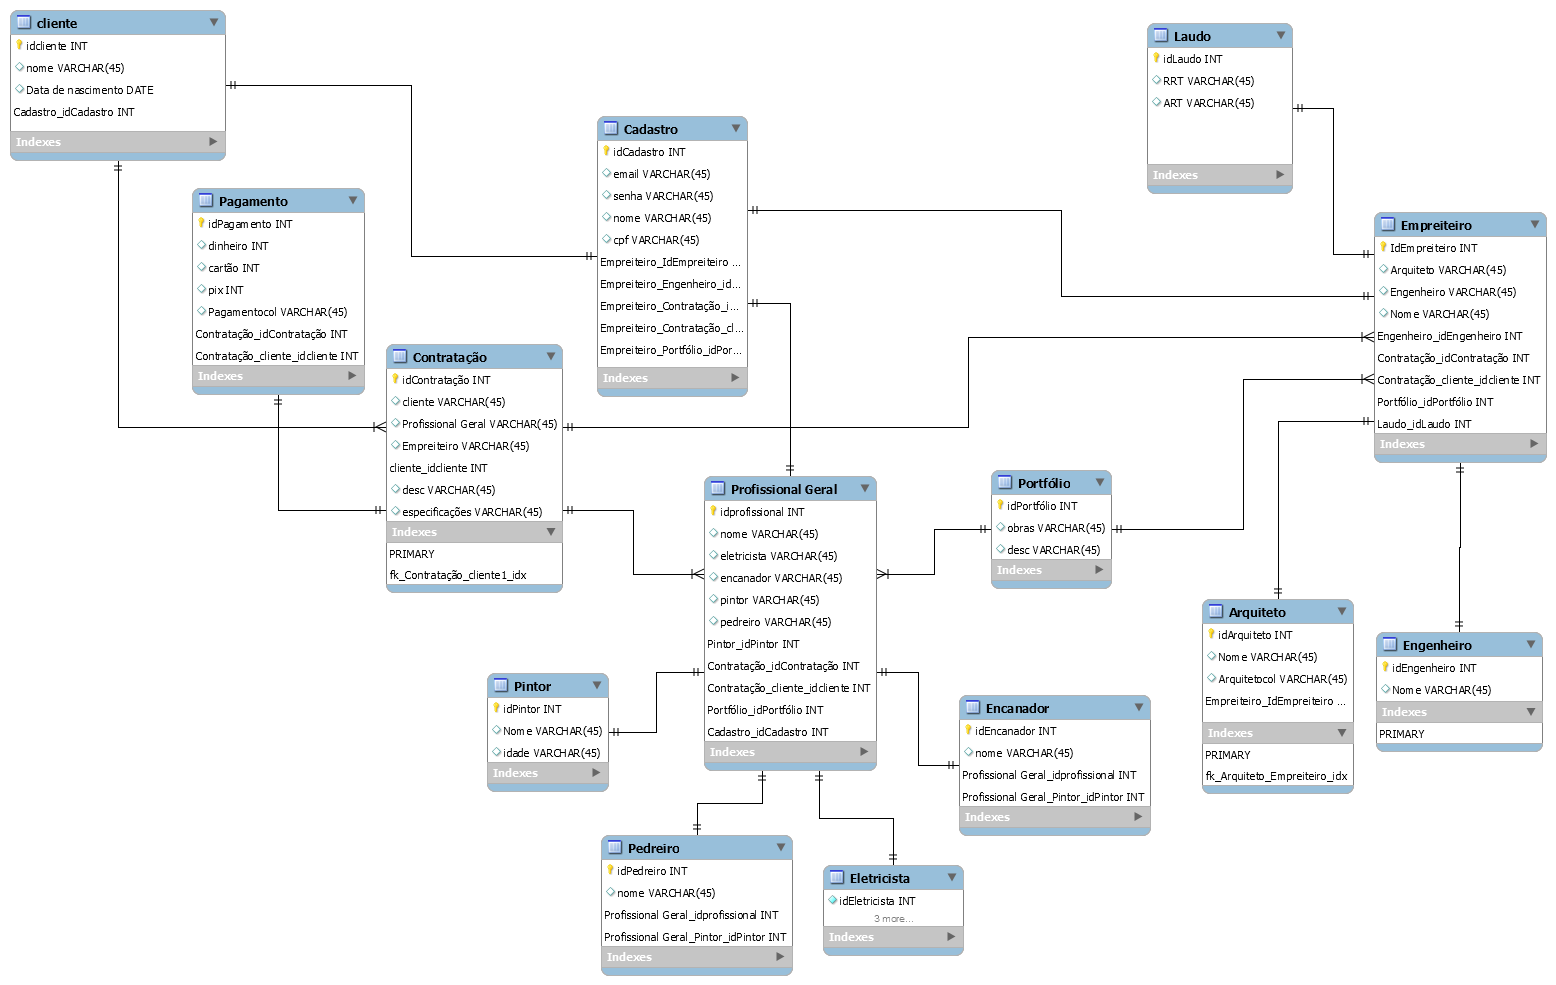 cliente
idcliente INT
nome VARCHAR(45)
Data de nascimento DATE
Cadastro_idCadastro INT
Indexes
Pagamento
idPagamento INT
dinheiro INT
cartão INT
pix INT
Pagamentocol VARCHAR(45)
Contratação_idContratação INT
Contratação_cliente_idcliente INT
Indexes
Contratação
idContratação INT
cliente VARCHAR(45)
Profissional Geral VARCHAR(45)
Empreiteiro VARCHAR(45)
cliente_idcliente INT
desc VARCHAR(45)
especificações VARCHAR(45)
Indexes
PRIMARY
fk_Contratação_cliente1_idx
Cadastro
idCadastro INT
email VARCHAR(45)
senha VARCHAR(45)
nome VARCHAR(45)
cpf VARCHAR(45)
Empreiteiro_IdEmpreiteiro ...
Empreiteiro_Engenheiro_id...
Empreiteiro_Contratação_i...
Empreiteiro_Contratação_cl...
Empreiteiro_Portfólio_idPor...
Indexes
Laudo
idLaudo INT
RRT VARCHAR(45)
ART VARCHAR(45)
Indexes
Empreiteiro
IdEmpreiteiro INT
Arquiteto VARCHAR(45)
Engenheiro VARCHAR(45)
Nome VARCHAR(45)
Engenheiro_idEngenheiro INT
Contratação_idContratação INT
Contratação_cliente_idcliente INT
Portfólio_idPortfólio INT
Laudo_idLaudo INT
Indexes
Profissional Geral
idprofissional INT
nome VARCHAR(45)
eletricista VARCHAR(45)
encanador VARCHAR(45)
pintor VARCHAR(45)
pedreiro VARCHAR(45)
Pintor_idPintor INT
Contratação_idContratação INT
Contratação_cliente_idcliente INT
Portfólio_idPortfólio INT
Cadastro_idCadastro INT
Indexes
Portfólio
idPortfólio INT
obras VARCHAR(45)
desc VARCHAR(45)
Indexes
Arquiteto
idArquiteto INT
Nome VARCHAR(45)
Arquitetocol VARCHAR(45)
Empreiteiro_IdEmpreiteiro ...
Indexes
PRIMARY
fk_Arquiteto_Empreiteiro_idx
Engenheiro
idEngenheiro INT
Nome VARCHAR(45)
Indexes
PRIMARY
Pintor
idPintor INT
Nome VARCHAR(45)
idade VARCHAR(45)
Indexes
Encanador
idEncanador INT
nome VARCHAR(45)
Profissional Geral_idprofissional INT
Profissional Geral_Pintor_idPintor INT
Indexes
Pedreiro
idPedreiro INT
nome VARCHAR(45)
Profissional Geral_idprofissional INT
Profissional Geral_Pintor_idPintor INT
Indexes
Eletricista
idEletricista INT
3 more...
Indexes